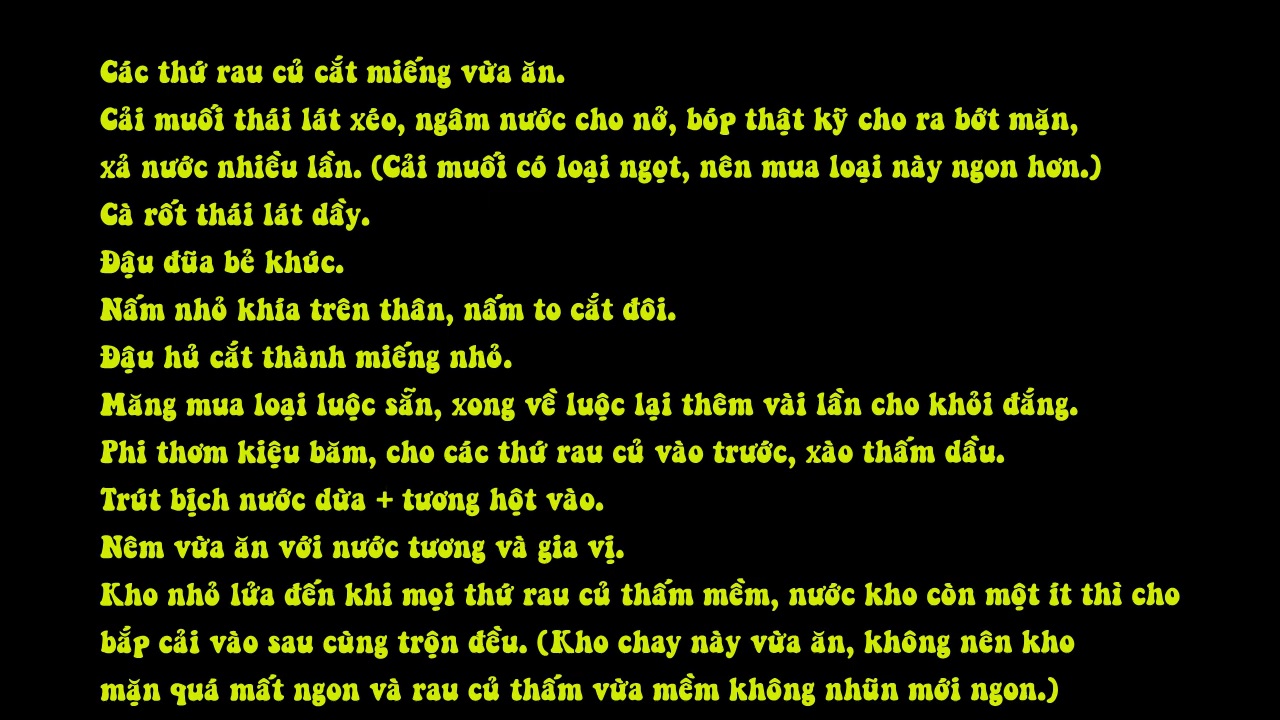 Các thứ rau củ cắt miếng vừa ăn.
Cải muối thái lát xéo, ngâm nước cho nở, bóp thật kỹ cho ra bớt mặn,
xả nước nhiều lần. (Cải muối có loại ngọt, nên mua loại này ngon hơn.)
Cà rốt thái lát dầy.
Đậu đũa bẻ khúc.
Nấm nhỏ khía trên thân, nấm to cắt đôi.
Đậu hủ cắt thành miếng nhỏ.
Măng mua loại luộc sẵn, xong về luộc lại thêm vài lần cho khỏi đắng.
Phi thơm kiệu băm, cho các thứ rau củ vào trước, xào thấm dầu.
Trút bịch nước dừa + tương hột vào.
Nêm vừa ăn với nước tương và gia vị.
Kho nhỏ lửa đến khi mọi thứ rau củ thấm mềm, nước kho còn một ít thì cho
bắp cải vào sau cùng trộn đều. (Kho chay này vừa ăn, không nên kho
mặn quá mất ngon và rau củ thấm vừa mềm không nhũn mới ngon.)